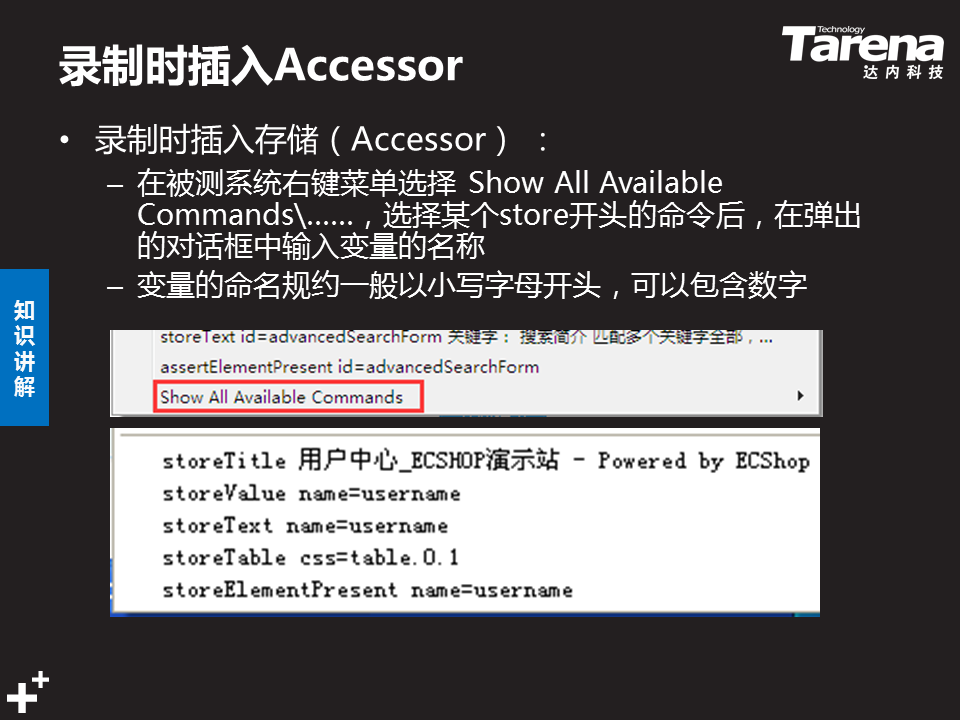 录制时插入Accessor
Technology
Tarena
达内科技
• 录制时插入存储（Accessor） ：
– 在被测系统右键菜单选择 Show All Available
Commands\……，选择某个store开头的命令后，在弹出
的对话框中输入变量的名称
– 变量的命名规约一般以小写字母开头，可以包含数字
知
识
讲
解
storeText id=advancedSearchForm 关键字： 搜索简介 匹配多个关键字全部，...
assertElementPresent id=advancedSearchForm
Show All Available Commands
storeTitle 用户中心_ECSHOP演示站 - Powered by ECShop
storeValue name=username
storeText name=username
storeTable css=table.0.1
storeElementPresent name=username